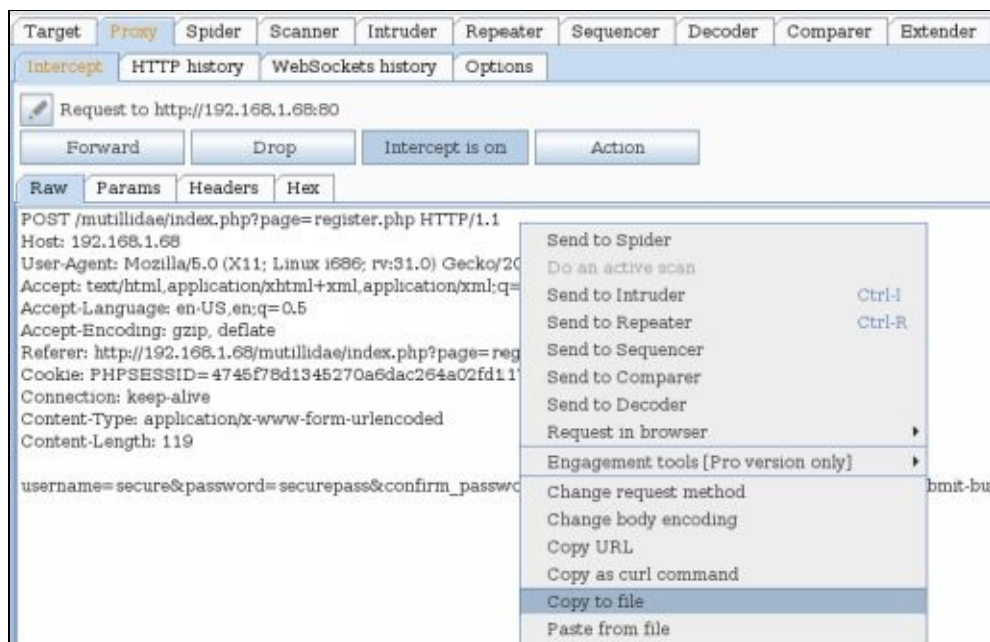 Target Proxy Spider Scanner Intruder Repeater Sequencer Decoder Comparer Extender
Intercept HTTP history WebSockets history Options
Request to http://192.168.1.68:80
Forward Drop Intercept is on Action
Raw Params Headers Hex
POST /mutillidae/index.php?page=register.php HTTP/1.1
Host: 192.168.1.68
User-Agent: Mozilla/5.0 (X11; Linux i686; rv:31.0) Gecko/20
Accept: text/html,application/xhtml+xml,application/xml;q=
Accept-Language: en-US,en;q=0.5
Accept-Encoding: gzip, deflate
Referer: http://192.168.1.68/mutillidae/index.php?page=reg
Cookie: PHPSESSID=4745f78d1345270a6dac264a02fd117
Connection: keep-alive
Content-Type: application/x-www-form-urlencoded
Content-Length: 119
username=secure&password=securepass&confirm_passwo bmit-bu
Send to Spider
Do an active scan
Send to Intruder Ctrl-I
Send to Repeater Ctrl-R
Send to Sequencer
Send to Comparer
Send to Decoder
Request in browser
Engagement tools [Pro version only]
Change request method
Change body encoding
Copy URL
Copy as curl command
Copy to file
Paste from file